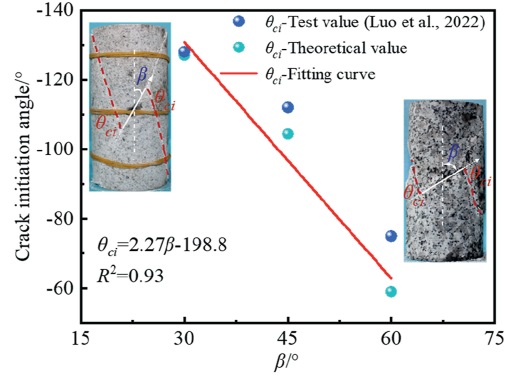 -140
-120
-100
-80
-60
Crack initiation angle/°
θci-Test value (Luo et al., 2022)
θci-Theoretical value
θci-Fitting curve
β
θci
θci
β
θci
θci
θci=2.27β-198.8
R²=0.93
15 30 45 60 75
β/°